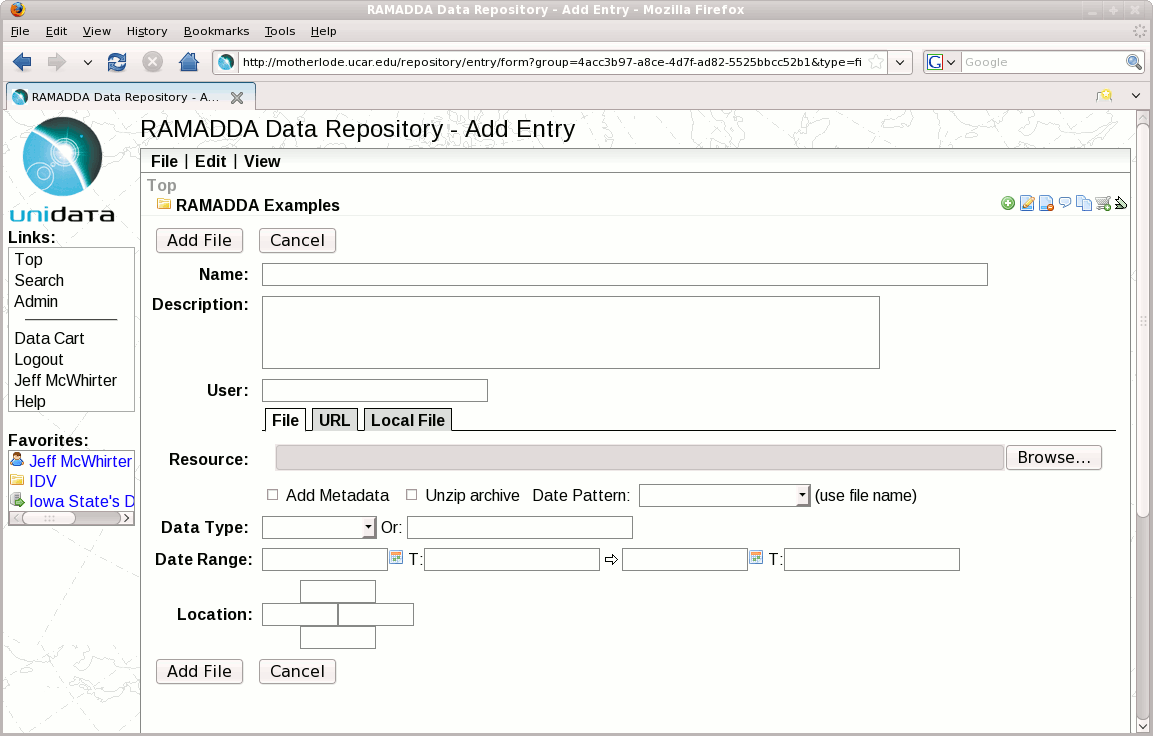 RAMADDA Data Repository - Add Entry - Mozilla Firefox
File Edit View History Bookmarks Tools Help
http://motherlode.ucar.edu/repository/entry/form?group=4acc3b97-a8ce-4d7f-ad82-5525bbcc52b1&type=fi
G Google
RAMADDA Data Repository - A...
RAMADDA Data Repository - Add Entry
unidata
File | Edit | View
Top
RAMADDA Examples
Links:
Top
Search
Admin
Data Cart
Logout
Jeff McWhirter
Help
Favorites:
Jeff McWhirter
IDV
Iowa State's D
Add File Cancel
Name:
Description:
User:
File URL Local File
Resource: Browse...
Add Metadata Unzip archive Date Pattern: (use file name)
Data Type: Or:
Date Range: T: T:
Location:
Add File Cancel